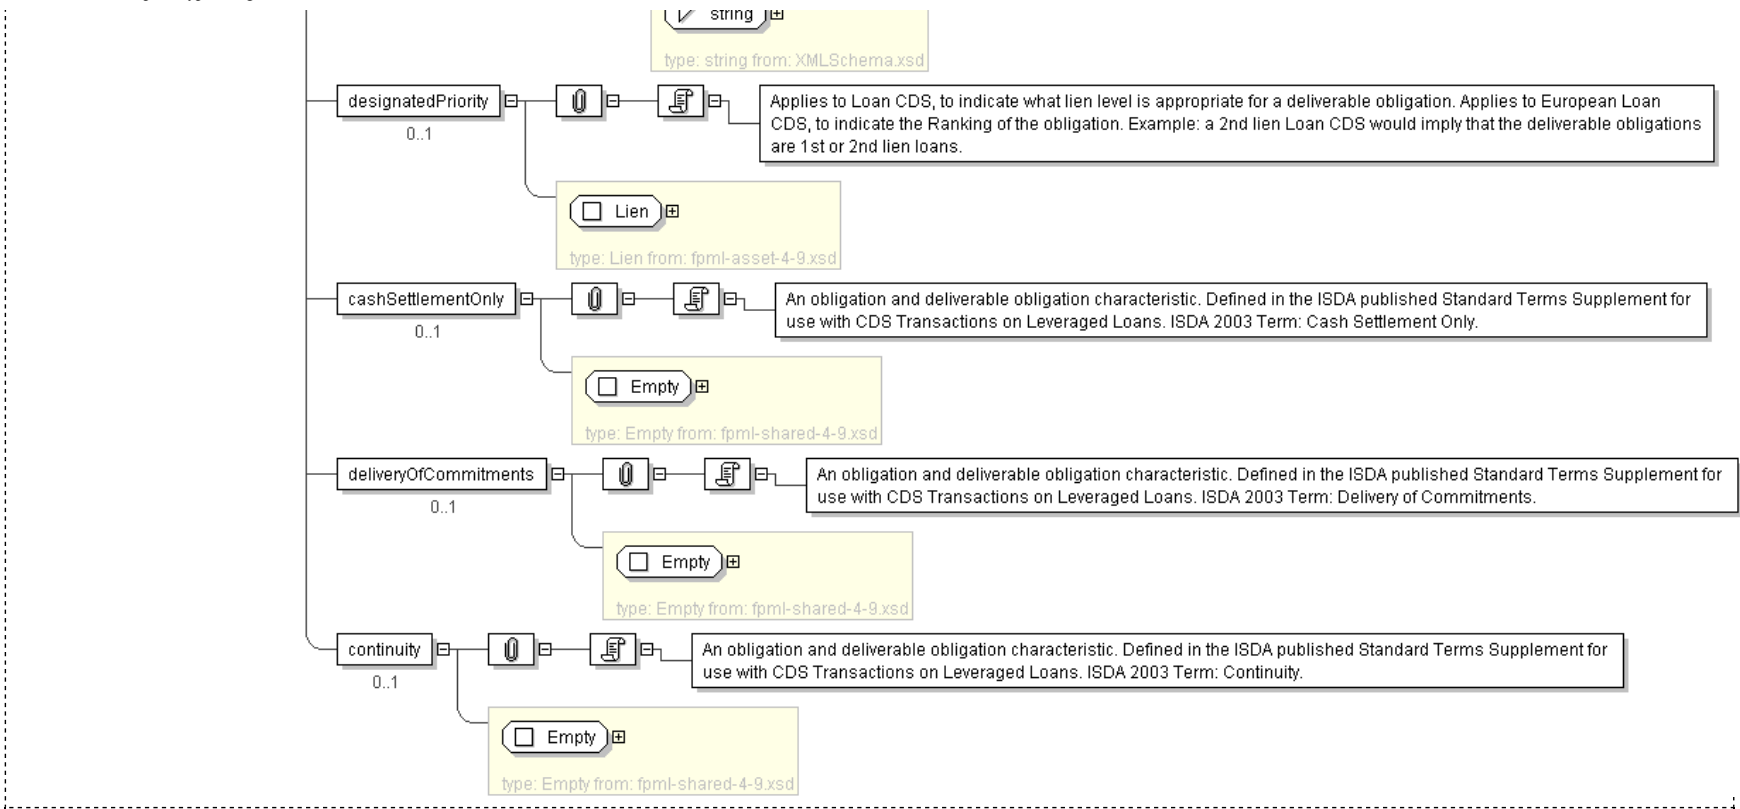 string
type: string from: XMLSchema.xsd
designatedPriority
0..1
Applies to Loan CDS, to indicate what lien level is appropriate for a deliverable obligation. Applies to European Loan
CDS, to indicate the Ranking of the obligation. Example: a 2nd lien Loan CDS would imply that the deliverable obligations
are 1st or 2nd lien loans.
Lien
type: Lien from: fpml-asset-4-9.xsd
cashSettlementOnly
0..1
An obligation and deliverable obligation characteristic. Defined in the ISDA published Standard Terms Supplement for
use with CDS Transactions on Leveraged Loans. ISDA 2003 Term: Cash Settlement Only.
Empty
type: Empty from: fpml-shared-4-9.xsd
deliveryOfCommitments
0..1
An obligation and deliverable obligation characteristic. Defined in the ISDA published Standard Terms Supplement for
use with CDS Transactions on Leveraged Loans. ISDA 2003 Term: Delivery of Commitments.
Empty
type: Empty from: fpml-shared-4-9.xsd
continuity
0..1
An obligation and deliverable obligation characteristic. Defined in the ISDA published Standard Terms Supplement for
use with CDS Transactions on Leveraged Loans. ISDA 2003 Term: Continuity.
Empty
type: Empty from: fpml-shared-4-9.xsd